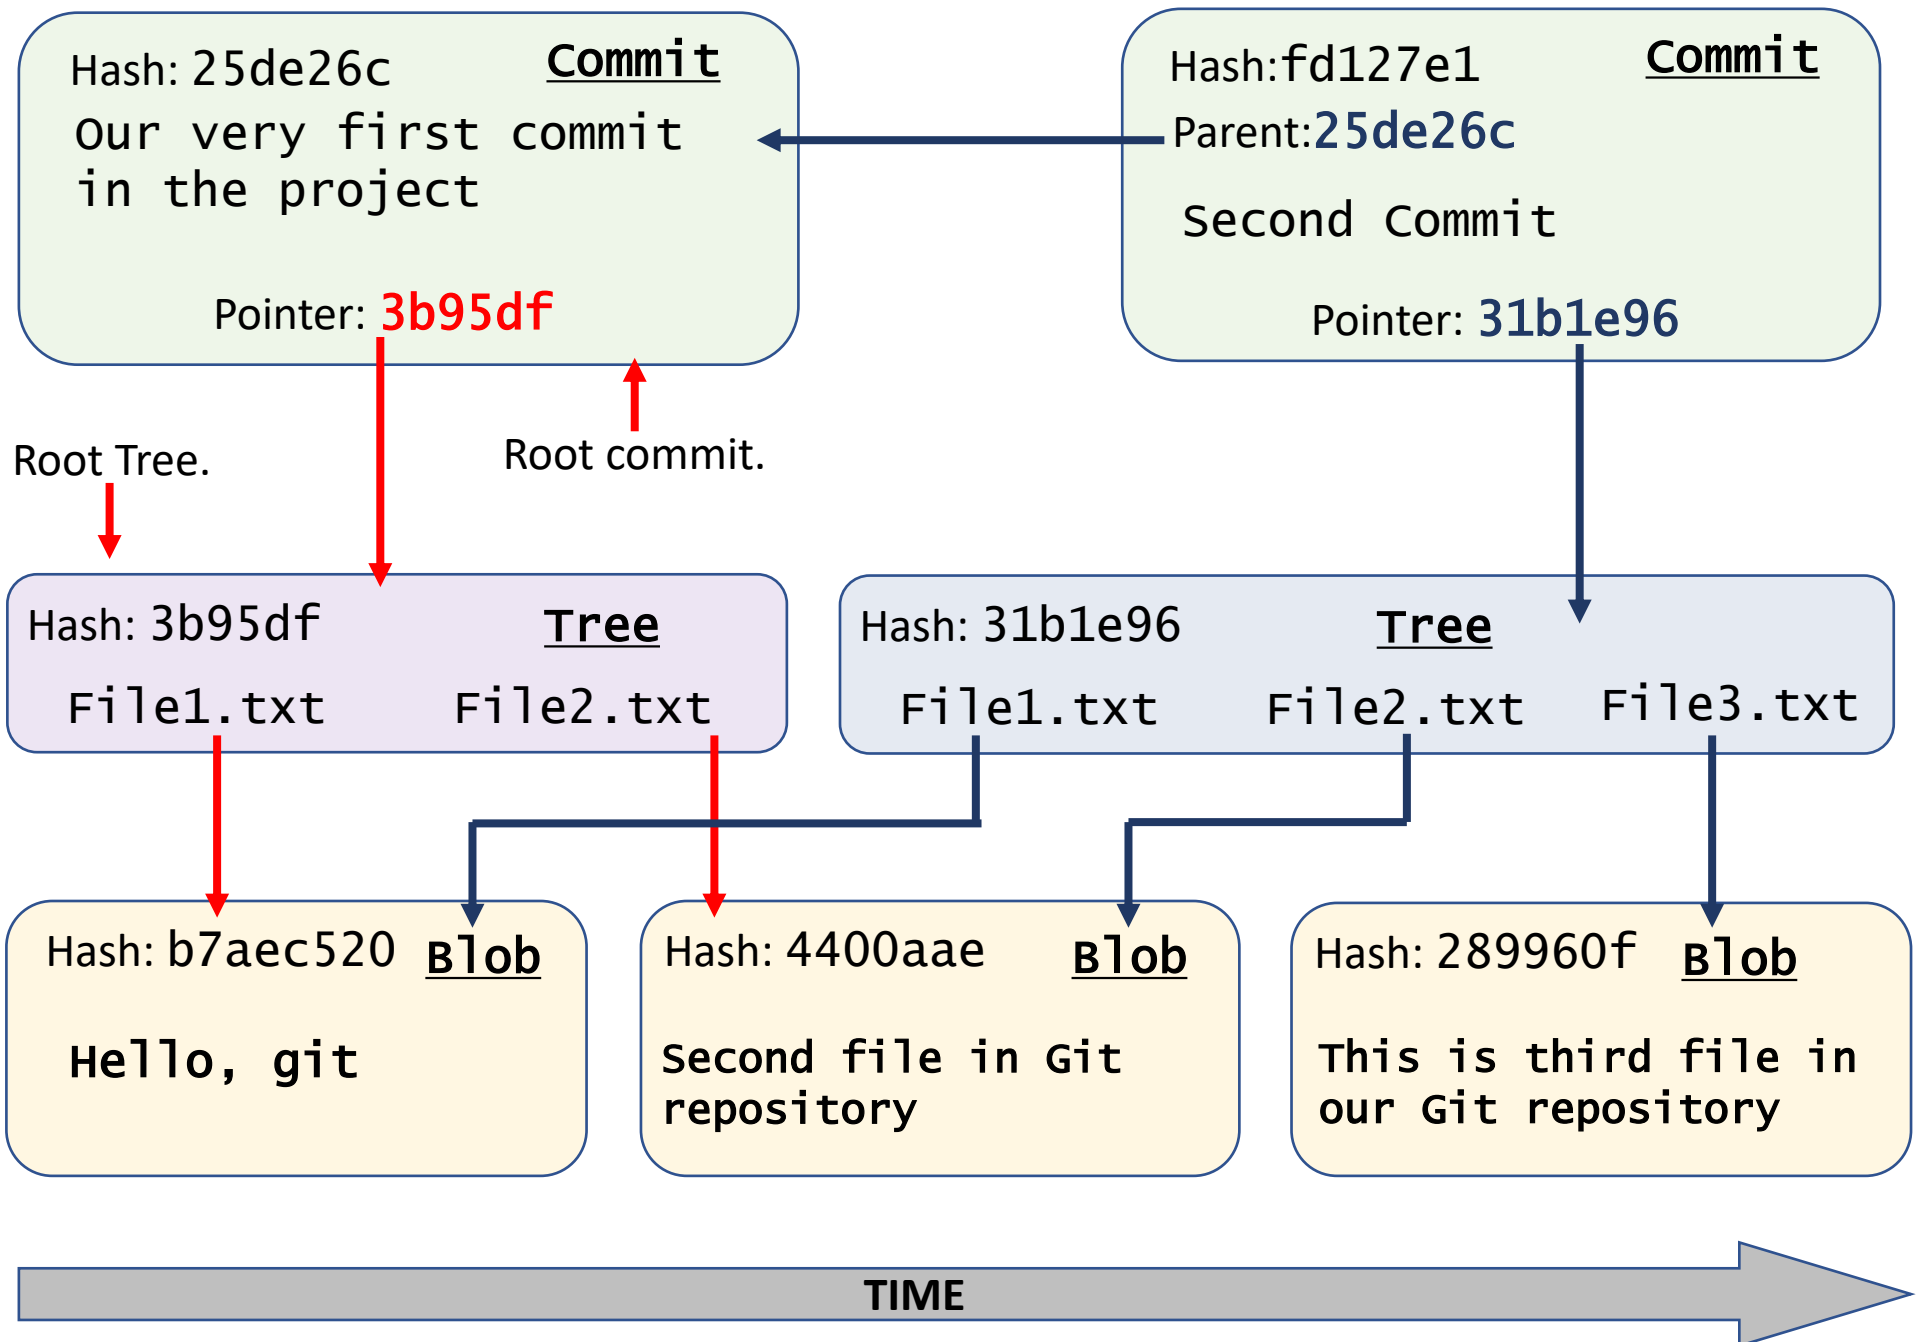 Hash: 25de26c Commit
Our very first commit
in the project
Pointer: 3b95df
Hash:fd127e1 Commit
Parent:25de26c
Second Commit
Pointer: 31b1e96
Root Tree.
Root commit.
Hash: 3b95df Tree
File1.txt File2.txt
Hash: 31b1e96 Tree
File1.txt File2.txt File3.txt
Hash: b7aec520 Blob
Hello, git
Hash: 4400aae Blob
Second file in Git
repository
Hash: 289960f Blob
This is third file in
our Git repository
TIME